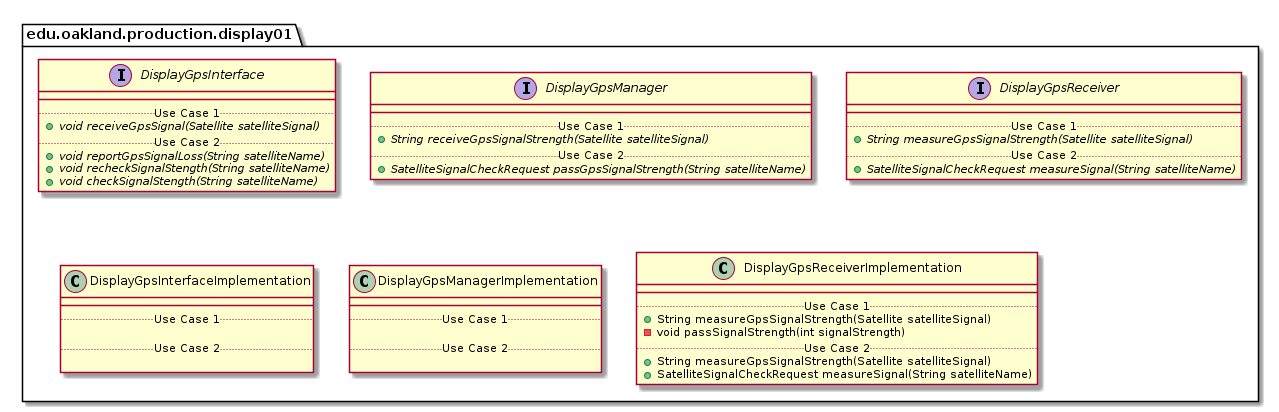 edu.oakland.production.display01
I DisplayGpsInterface
Use Case 1
void receiveGpsSignal(Satellite satelliteSignal)
Use Case 2
void reportGpsSignalLoss(String satelliteName)
void recheckSignalStength(String satelliteName)
void checkSignalStength(String satelliteName)
I DisplayGpsManager
Use Case 1
String receiveGpsSignalStrength(Satellite satelliteSignal)
Use Case 2
SatelliteSignalCheckRequest passGpsSignalStrength(String satelliteName)
I DisplayGpsReceiver
Use Case 1
String measureGpsSignalStrength(Satellite satelliteSignal)
Use Case 2
SatelliteSignalCheckRequest measureSignal(String satelliteName)
C DisplayGpsInterfaceImplementation
Use Case 1
Use Case 2
C DisplayGpsManagerImplementation
Use Case 1
Use Case 2
C DisplayGpsReceiverImplementation
Use Case 1
String measureGpsSignalStrength(Satellite satelliteSignal)
void passSignalStrength(int signalStrength)
Use Case 2
String measureGpsSignalStrength(Satellite satelliteSignal)
SatelliteSignalCheckRequest measureSignal(String satelliteName)